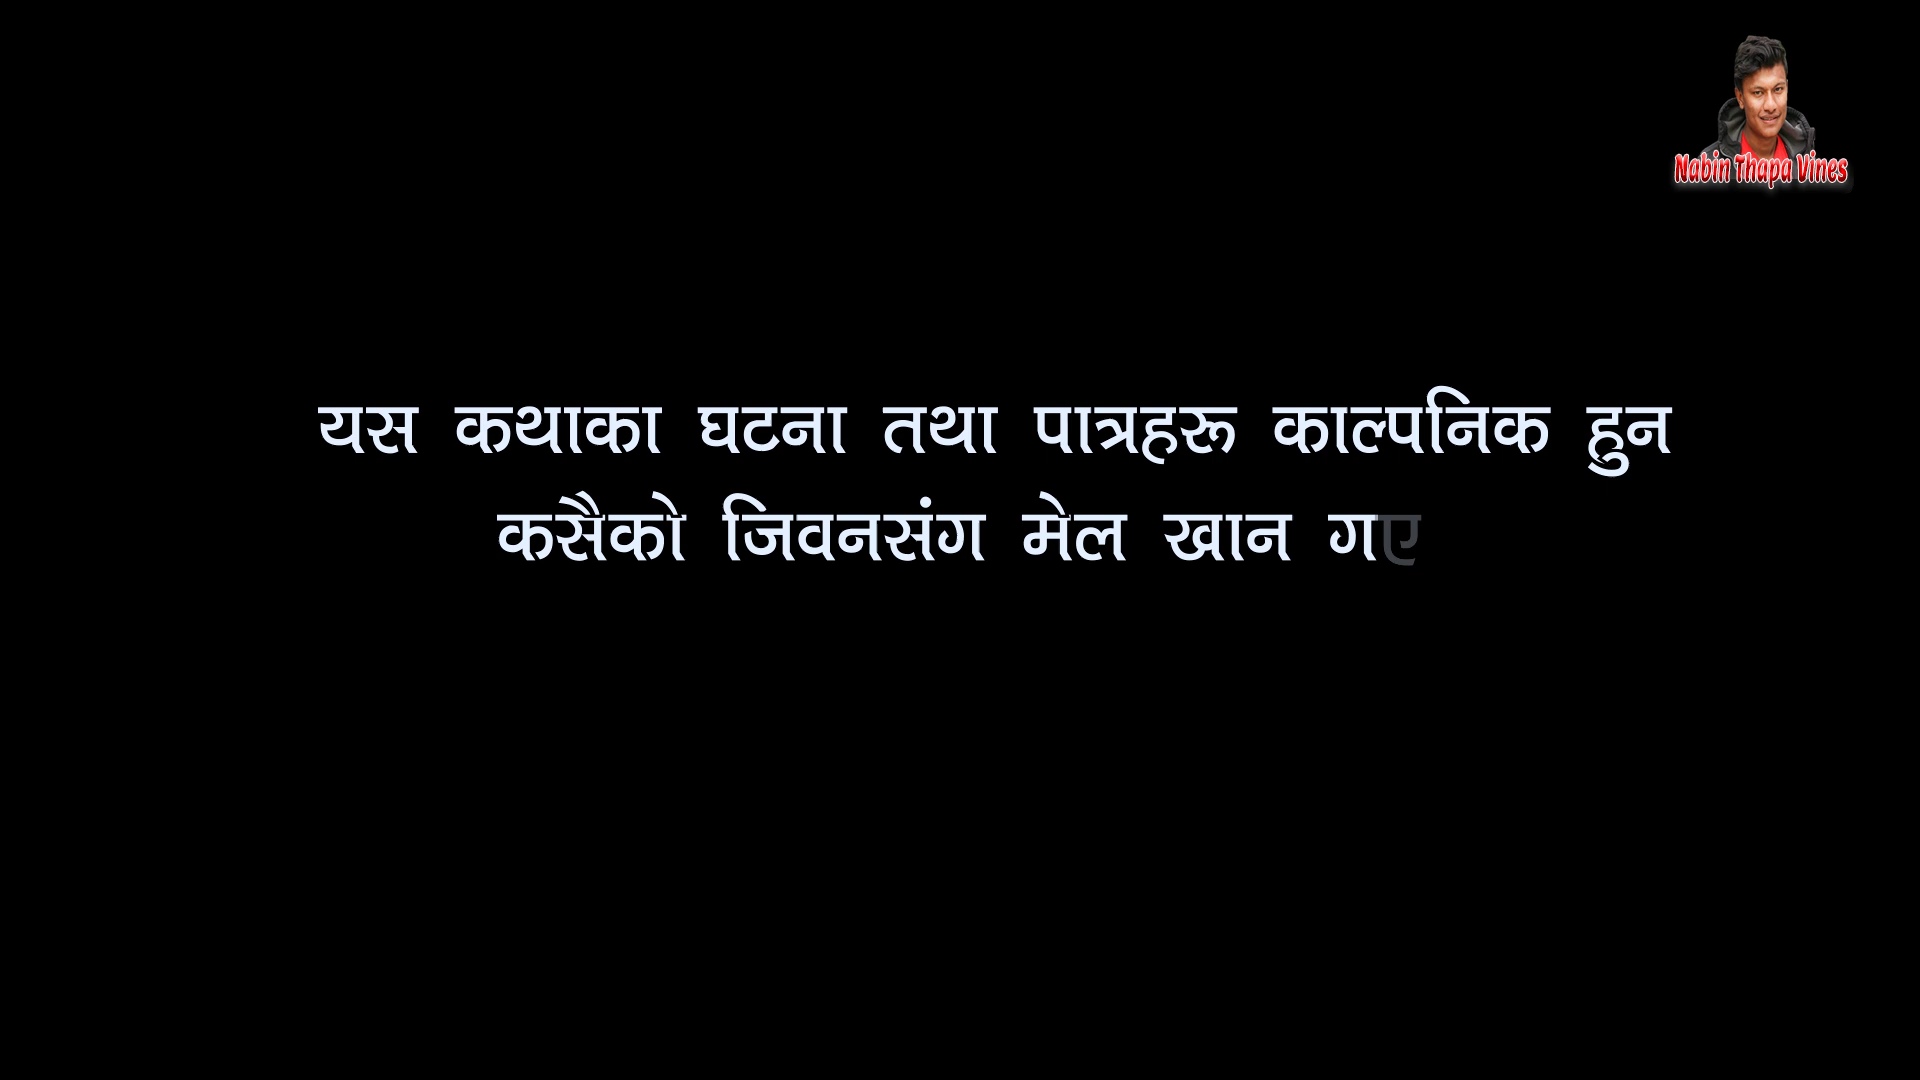 Nabin Thapa Vines
यस कथाका घटना तथा पात्रहरू काल्पनिक हुन
कसैको जिवनसंग मेल खान गए